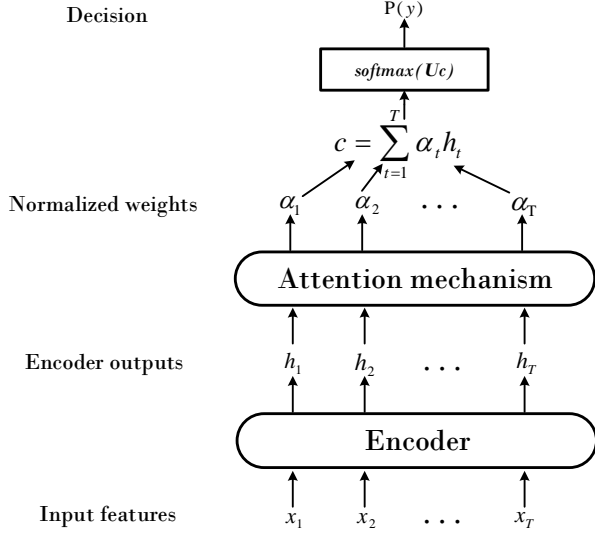 Decision P(y)
softmax(Uc)
c = \sum_{t=1}^{T} α_t h_t
Normalized weights α_1 α_2 . . . α_T
Attention mechanism
Encoder outputs h_1 h_2 . . . h_T
Encoder
Input features x_1 x_2 . . . x_T